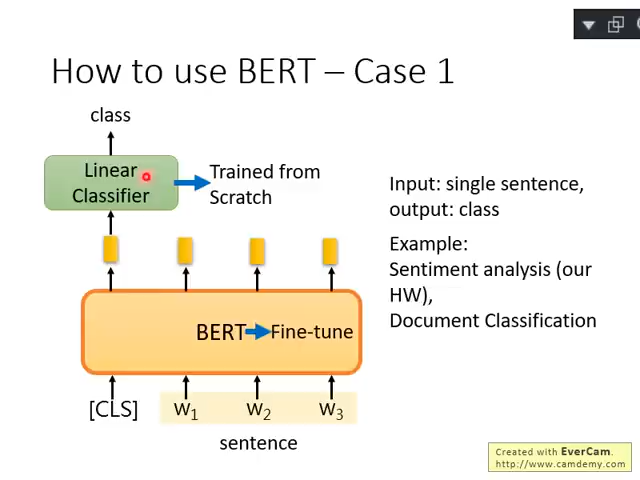 How to use BERT – Case 1
class
Linear
Classifier
Trained from
Scratch
Input: single sentence,
output: class
Example:
Sentiment analysis (our
HW),
Document Classification
BERT
Fine-tune
[CLS]
w1
w2
w3
sentence
Created with EverCam.
http://www.camdemy.com